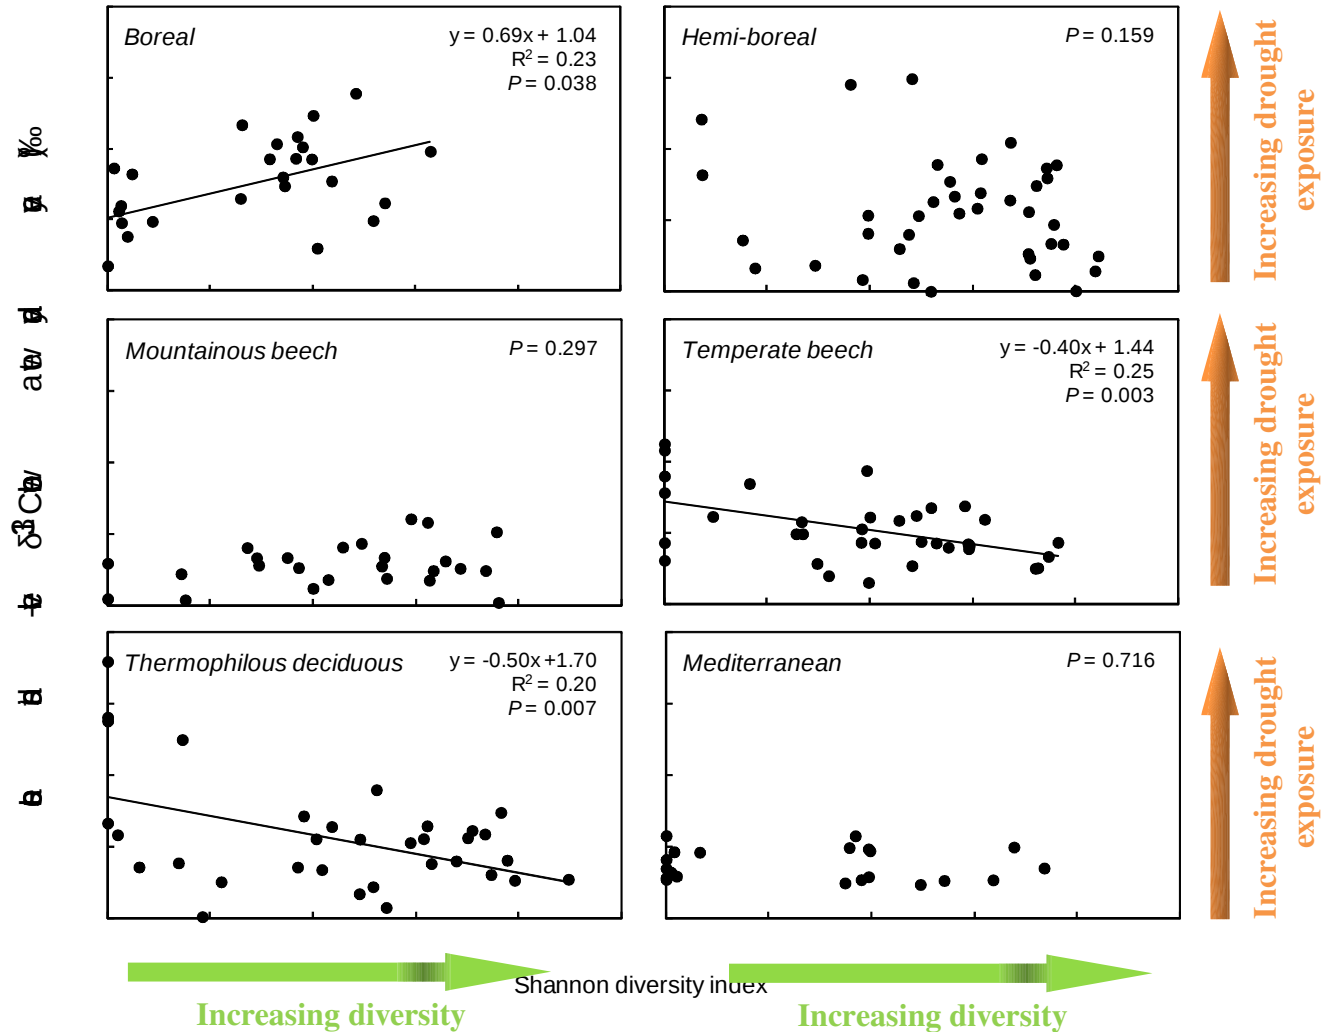 Boreal
y = 0.69x + 1.04
R² = 0.23
P = 0.038
Hemi-boreal
P = 0.159
Increasing drought
exposure
Mountainous beech
P = 0.297
Temperate beech
y = -0.40x + 1.44
R² = 0.25
P = 0.003
Increasing drought
exposure
Thermophilous deciduous
y = -0.50x +1.70
R² = 0.20
P = 0.007
Mediterranean
P = 0.716
Increasing drought
exposure
Shannon diversity index
Increasing diversity
Increasing diversity